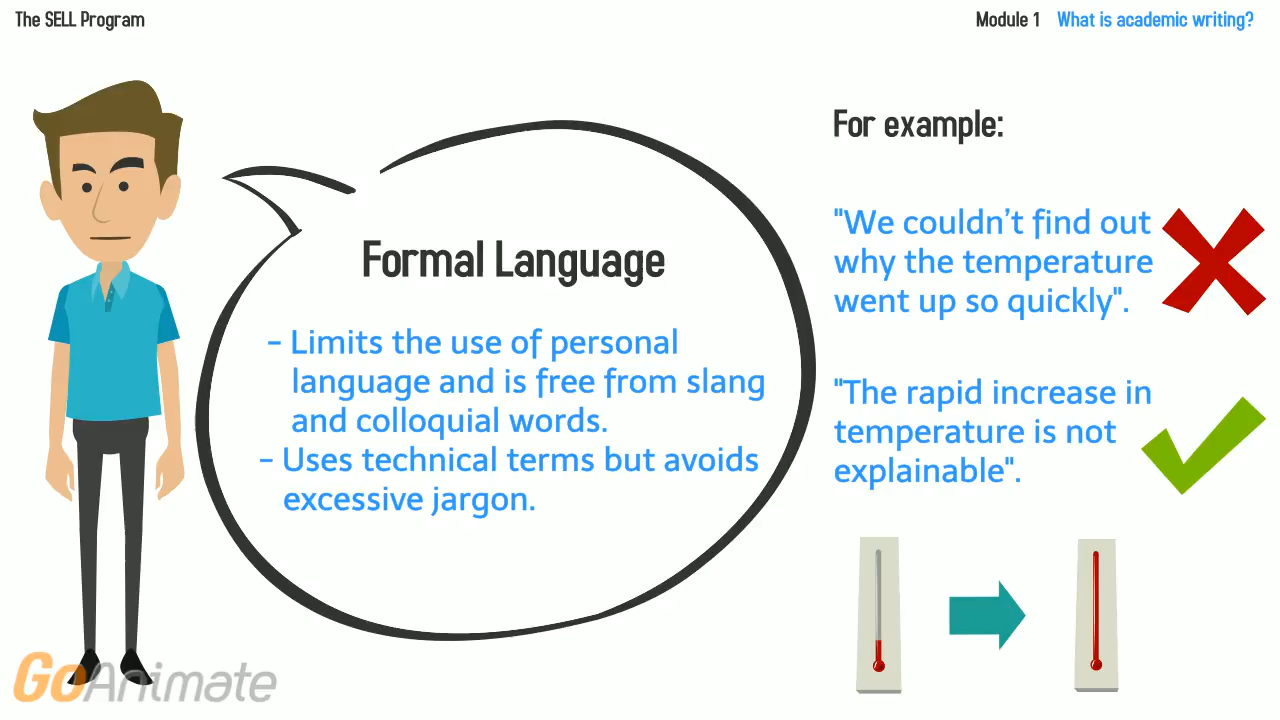 The SELL Program
Module 1 What is academic writing?
Formal Language
- Limits the use of personal
language and is free from slang
and colloquial words.
- Uses technical terms but avoids
excessive jargon.
For example:
"We couldn’t find out
why the temperature
went up so quickly".
"The rapid increase in
temperature is not
explainable".
GoAnimate